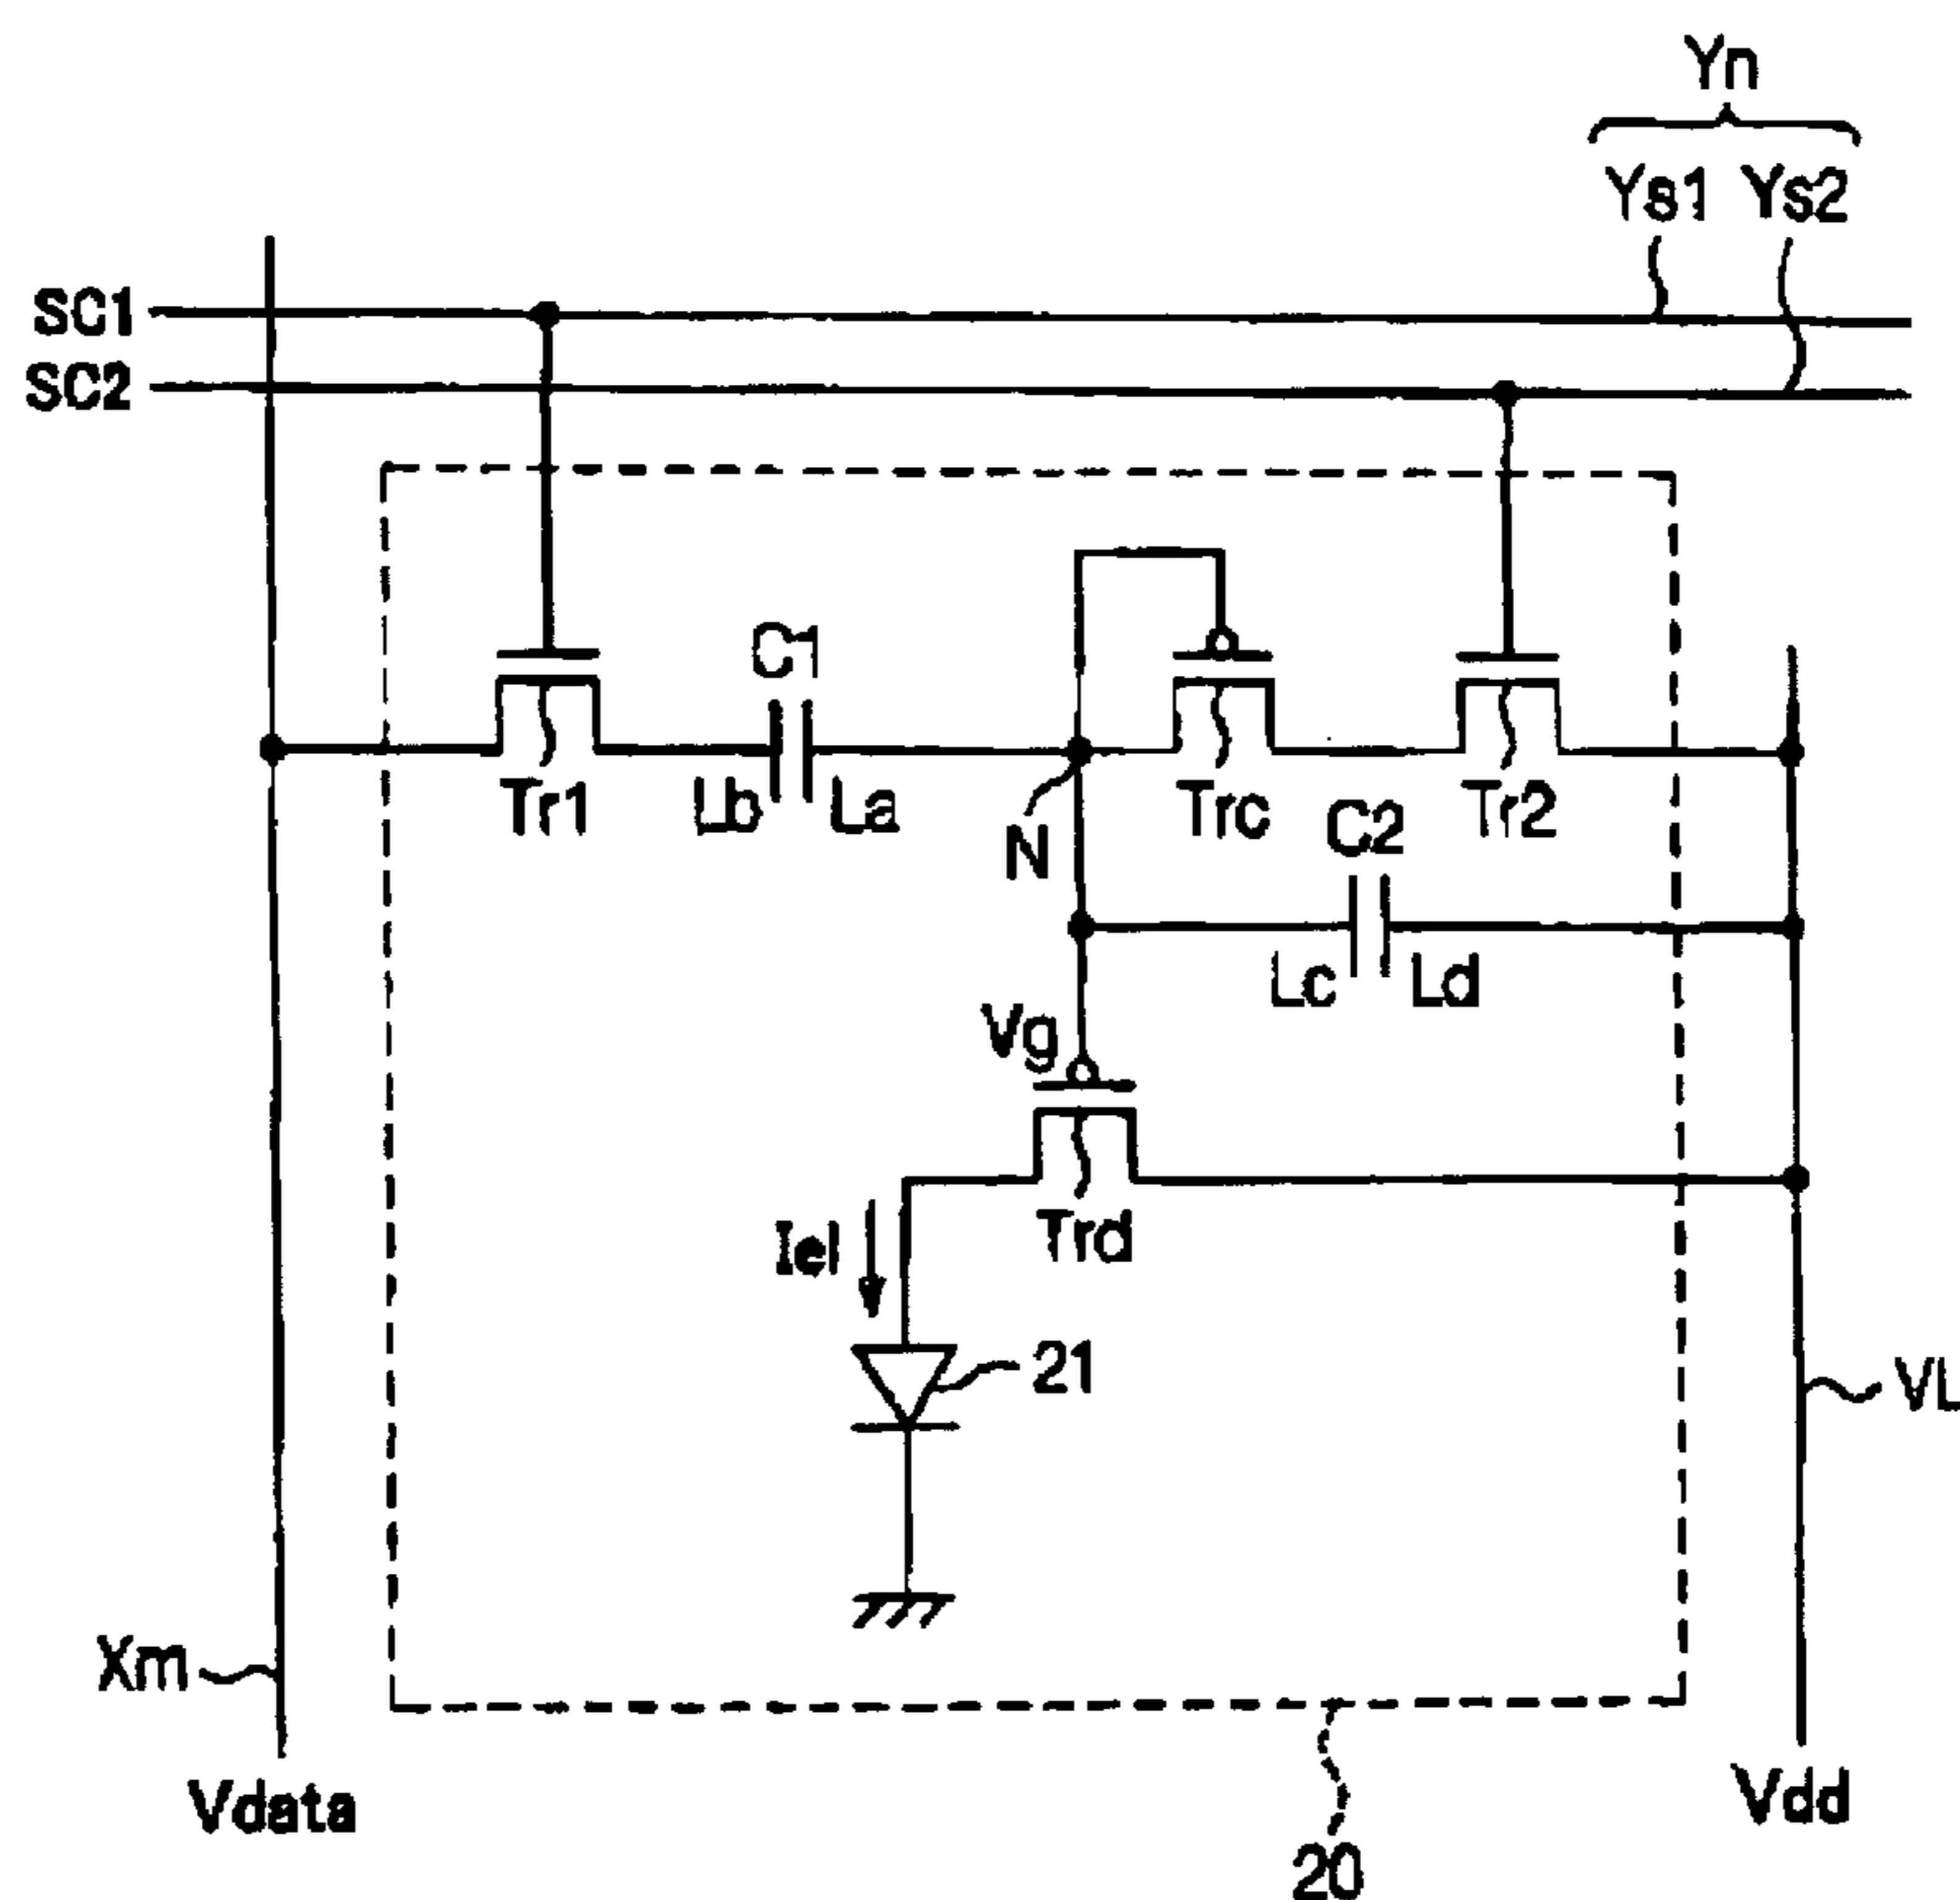 Yn
Ys1 Ys2
SC1
SC2
C1
Tr1
Lb
La
N
Trc
Tr2
C2
Lc
Ld
Vg
Trd
Iel
21
VL
Xm
Vdata
Vdd
20